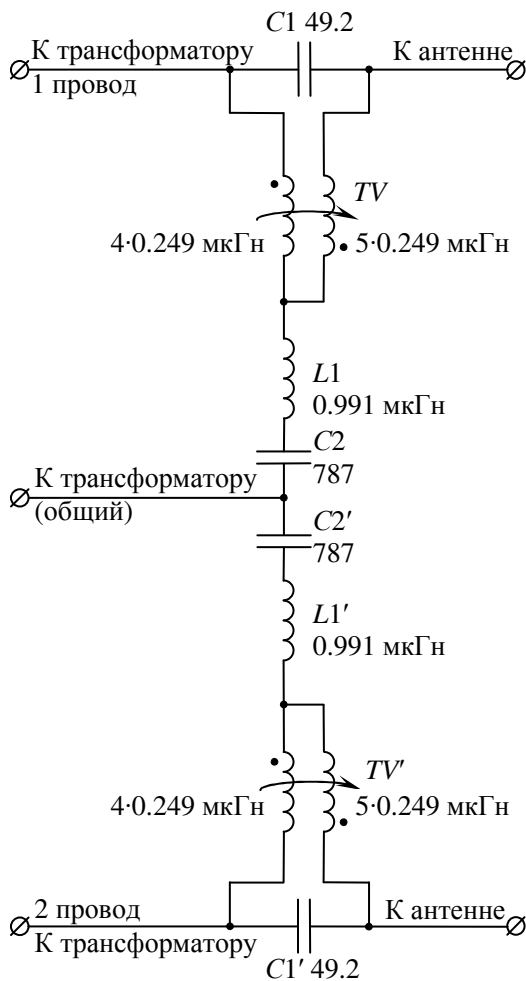 C1 49.2
К трансформатору
К антенне
1 провод
TV
4·0.249 мкГн
5·0.249 мкГн
L1
0.991 мкГн
C2
787
К трансформатору
(общий)
C2′
787
L1′
0.991 мкГн
TV′
4·0.249 мкГн
5·0.249 мкГн
2 провод
К антенне
К трансформатору
C1′ 49.2